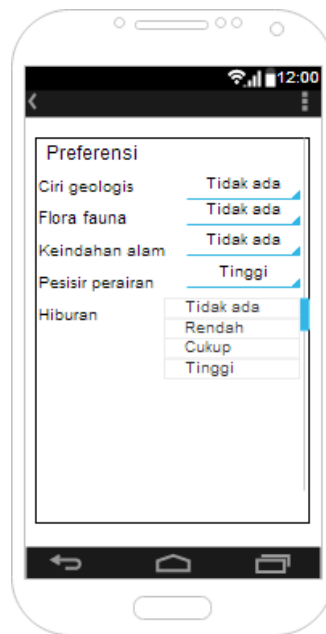 12:00
Preferensi
Ciri geologis Tidak ada
Flora fauna Tidak ada
Keindahan alam Tidak ada
Pesisir perairan Tinggi
Hiburan Tidak ada
Rendah
Cukup
Tinggi